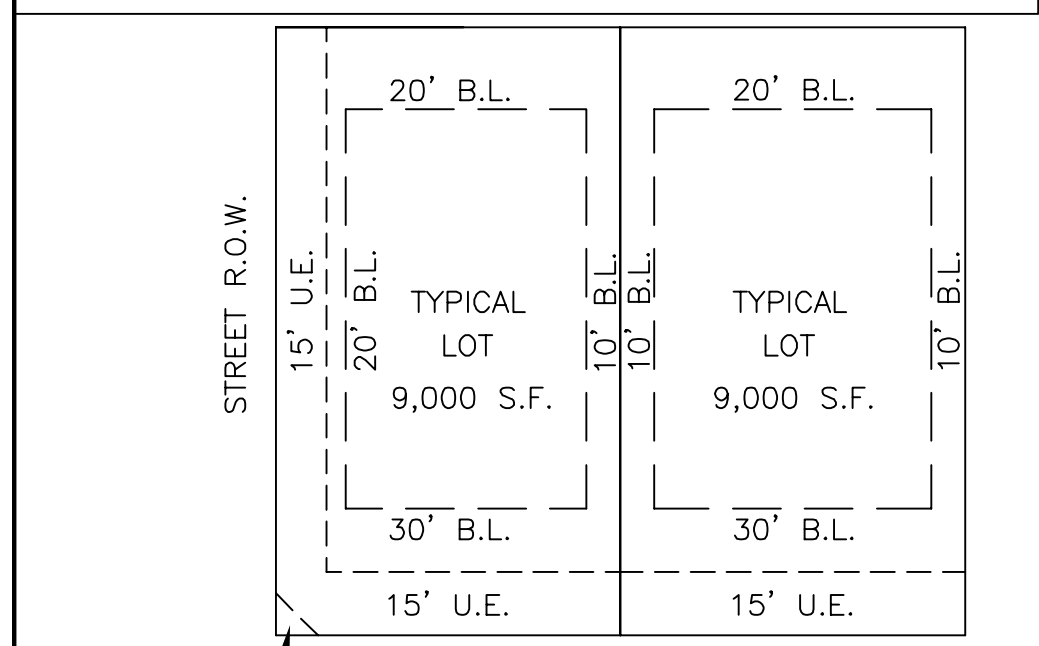 20' B.L.
20' B.L.
STREET R.O.W.
15' U.E.
20' B.L.
TYPICAL
LOT
9,000 S.F.
10' B.L.
10' B.L.
TYPICAL
LOT
9,000 S.F.
10' B.L.
30' B.L.
30' B.L.
15' U.E.
15' U.E.